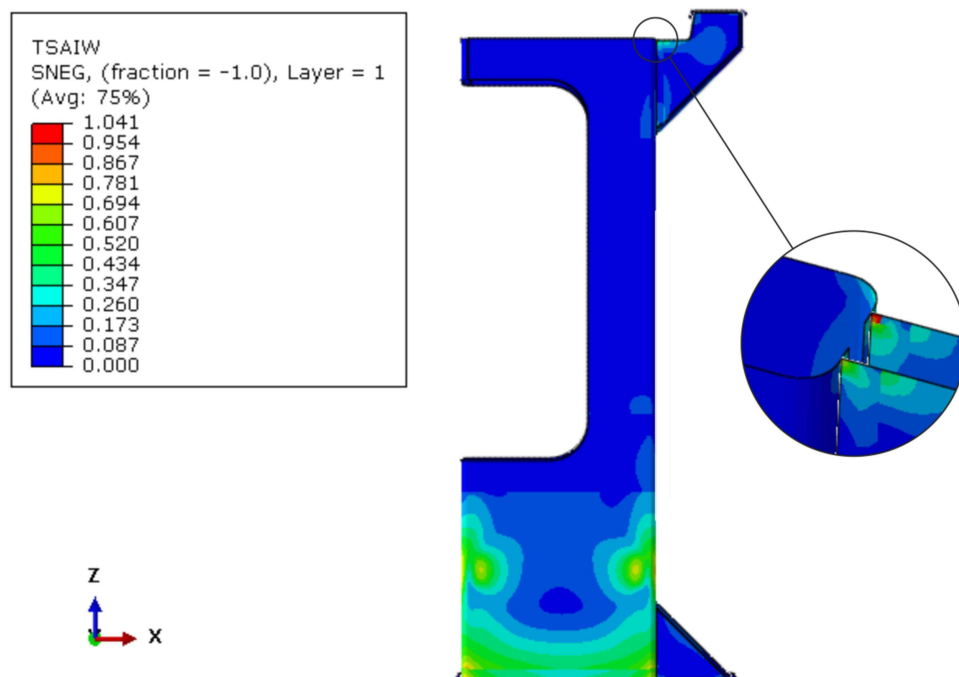 TSAIW
SNEG, (fraction = -1.0), Layer = 1
(Avg: 75%)
1.041
0.954
0.867
0.781
0.694
0.607
0.520
0.434
0.347
0.260
0.173
0.087
0.000
Z
X